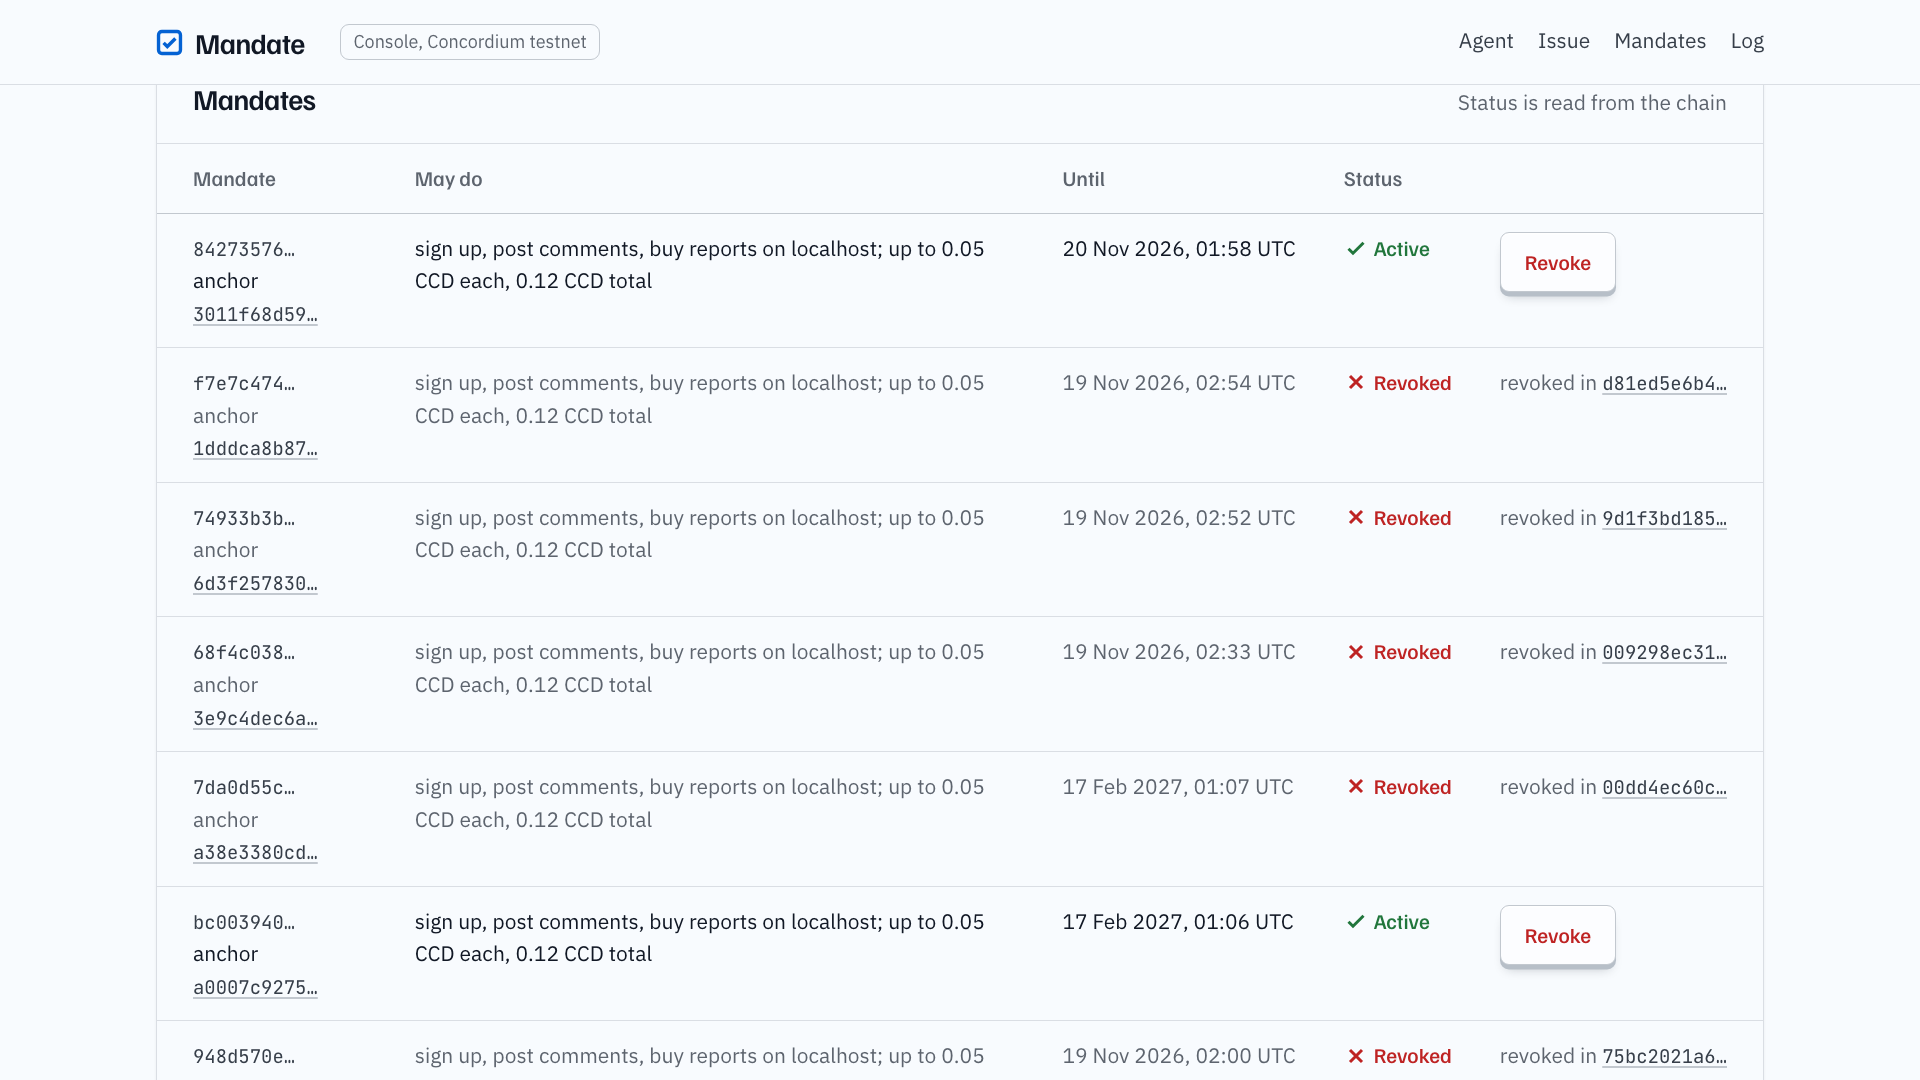 Mandate
Console, Concordium testnet
Agent Issue Mandates Log
Mandates
Status is read from the chain
Mandate May do Until Status
84273576… sign up, post comments, buy reports on localhost; up to 0.05 20 Nov 2026, 01:58 UTC Active Revoke
anchor CCD each, 0.12 CCD total
3011f68d59…
f7e7c474… sign up, post comments, buy reports on localhost; up to 0.05 19 Nov 2026, 02:54 UTC Revoked revoked in d81ed5e6b4…
anchor CCD each, 0.12 CCD total
1dddca8b87…
74933b3b… sign up, post comments, buy reports on localhost; up to 0.05 19 Nov 2026, 02:52 UTC Revoked revoked in 9d1f3bd185…
anchor CCD each, 0.12 CCD total
6d3f257830…
68f4c038… sign up, post comments, buy reports on localhost; up to 0.05 19 Nov 2026, 02:33 UTC Revoked revoked in 009298ec31…
anchor CCD each, 0.12 CCD total
3e9c4dec6a…
7da0d55c… sign up, post comments, buy reports on localhost; up to 0.05 17 Feb 2027, 01:07 UTC Revoked revoked in 00dd4ec60c…
anchor CCD each, 0.12 CCD total
a38e3380cd…
bc003940… sign up, post comments, buy reports on localhost; up to 0.05 17 Feb 2027, 01:06 UTC Active Revoke
anchor CCD each, 0.12 CCD total
a0007c9275…
948d570e… sign up, post comments, buy reports on localhost; up to 0.05 19 Nov 2026, 02:00 UTC Revoked revoked in 75bc2021a6…